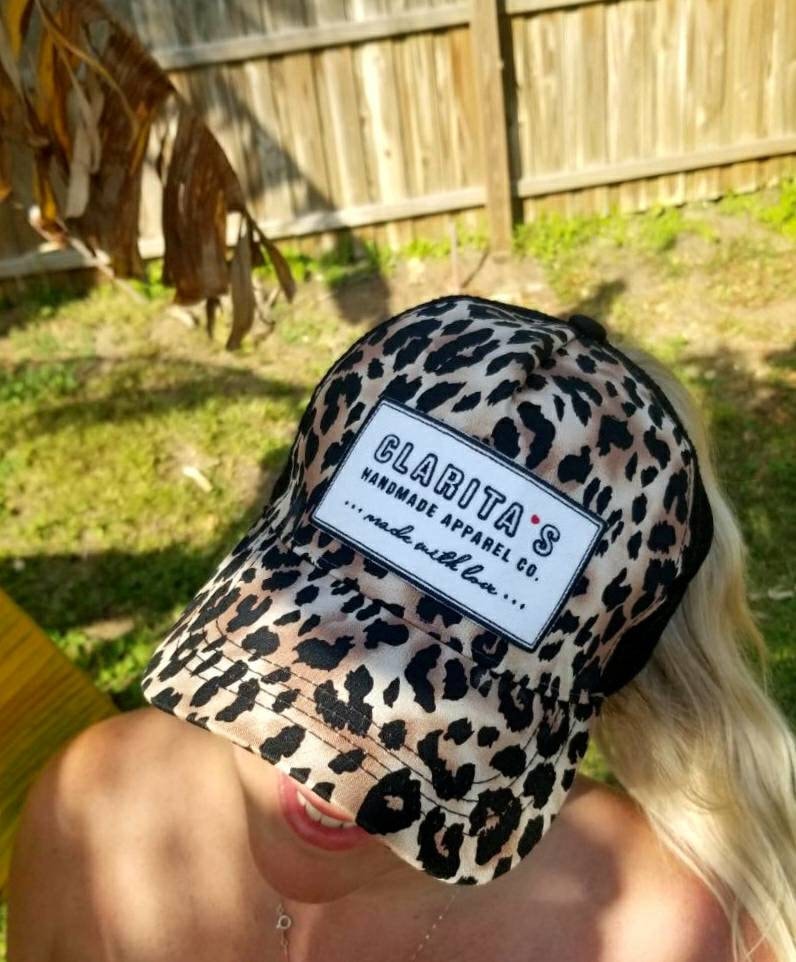 CLARITA'S
HANDMADE APPAREL CO.
...made with love...